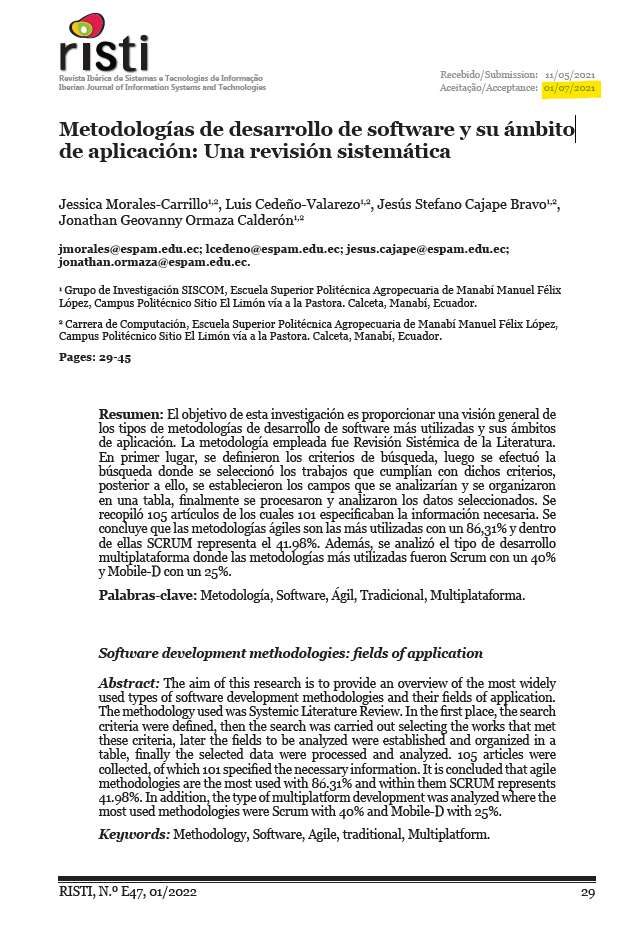 risti
Revista Ibérica de Sistemas e Tecnologias de Informação
Iberian Journal of Information Systems and Technologies
Recebido/Submission: 11/05/2021
Aceitação/Acceptance: 01/07/2021
Metodologías de desarrollo de software y su ámbito
de aplicación: Una revisión sistemática
Jessica Morales-Carrillo¹,², Luis Cedeño-Valarezo¹,², Jesús Stefano Cajape Bravo¹,²,
Jonathan Geovanny Ormaza Calderón¹,²
jmorales@espam.edu.ec; lcedeno@espam.edu.ec; jesus.cajape@espam.edu.ec;
jonathan.ormaza@espam.edu.ec.
¹ Grupo de Investigación SISCOM, Escuela Superior Politécnica Agropecuaria de Manabí Manuel Félix
López, Campus Politécnico Sitio El Limón vía a la Pastora. Calceta, Manabí, Ecuador.
² Carrera de Computación, Escuela Superior Politécnica Agropecuaria de Manabí Manuel Félix López,
Campus Politécnico Sitio El Limón vía a la Pastora. Calceta, Manabí, Ecuador.
Pages: 29-45
Resumen: El objetivo de esta investigación es proporcionar una visión general de
los tipos de metodologías de desarrollo de software más utilizadas y sus ámbitos
de aplicación. La metodología empleada fue Revisión Sistémica de la Literatura.
En primer lugar, se definieron los criterios de búsqueda, luego se efectuó la
búsqueda donde se seleccionó los trabajos que cumplían con dichos criterios,
posterior a ello, se establecieron los campos que se analizarían y se organizaron
en una tabla, finalmente se procesaron y analizaron los datos seleccionados. Se
recopiló 105 artículos de los cuales 101 especificaban la información necesaria. Se
concluye que las metodologías ágiles son las más utilizadas con un 86,31% y dentro
de ellas SCRUM representa el 41.98%. Además, se analizó el tipo de desarrollo
multiplataforma donde las metodologías más utilizadas fueron Scrum con un 40%
y Mobile-D con un 25%.
Palabras-clave: Metodología, Software, Ágil, Tradicional, Multiplataforma.
Software development methodologies: fields of application
Abstract: The aim of this research is to provide an overview of the most widely
used types of software development methodologies and their fields of application.
The methodology used was Systemic Literature Review. In the first place, the search
criteria were defined, then the search was carried out selecting the works that met
these criteria, later the fields to be analyzed were established and organized in a
table, finally the selected data were processed and analyzed. 105 articles were
collected, of which 101 specified the necessary information. It is concluded that agile
methodologies are the most used with 86.31% and within them SCRUM represents
41.98%. In addition, the type of multiplatform development was analyzed where the
most used methodologies were Scrum with 40% and Mobile-D with 25%.
Keywords: Methodology, Software, Agile, traditional, Multiplatform.
RISTI, N.º E47, 01/2022
29